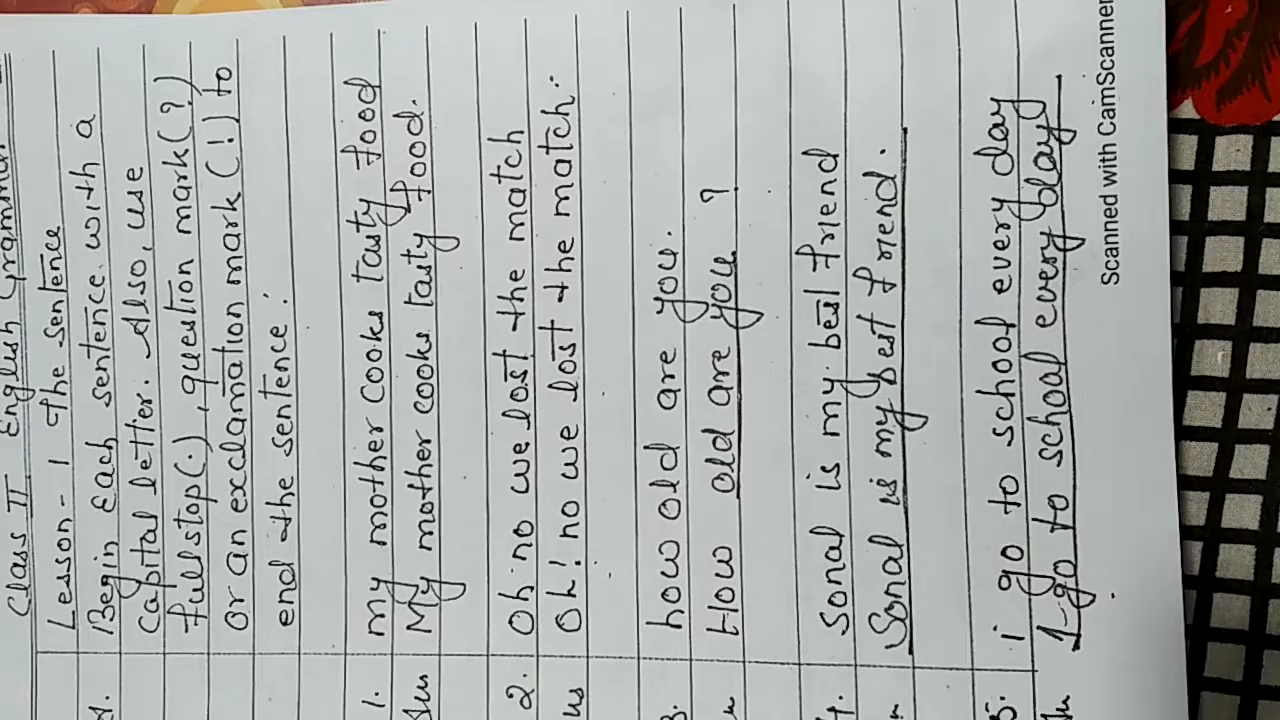 Class II English Grammar
Lesson - 1 The sentence
A. Begin Each sentence with a
capital letter. Also, use
fullstop(.), question mark(?)
or an exclamation mark (!) to
end the sentence:
1. my mother cooks tasty food
Ans My mother cooks tasty food.
2. Oh no we lost the match
Oh! no we lost the match.
3. how old are you.
How old are you ?
4. sonal is my best friend
Sonal is my best friend.
5. i go to school every day
Ans I go to school every day
Scanned with CamScanner